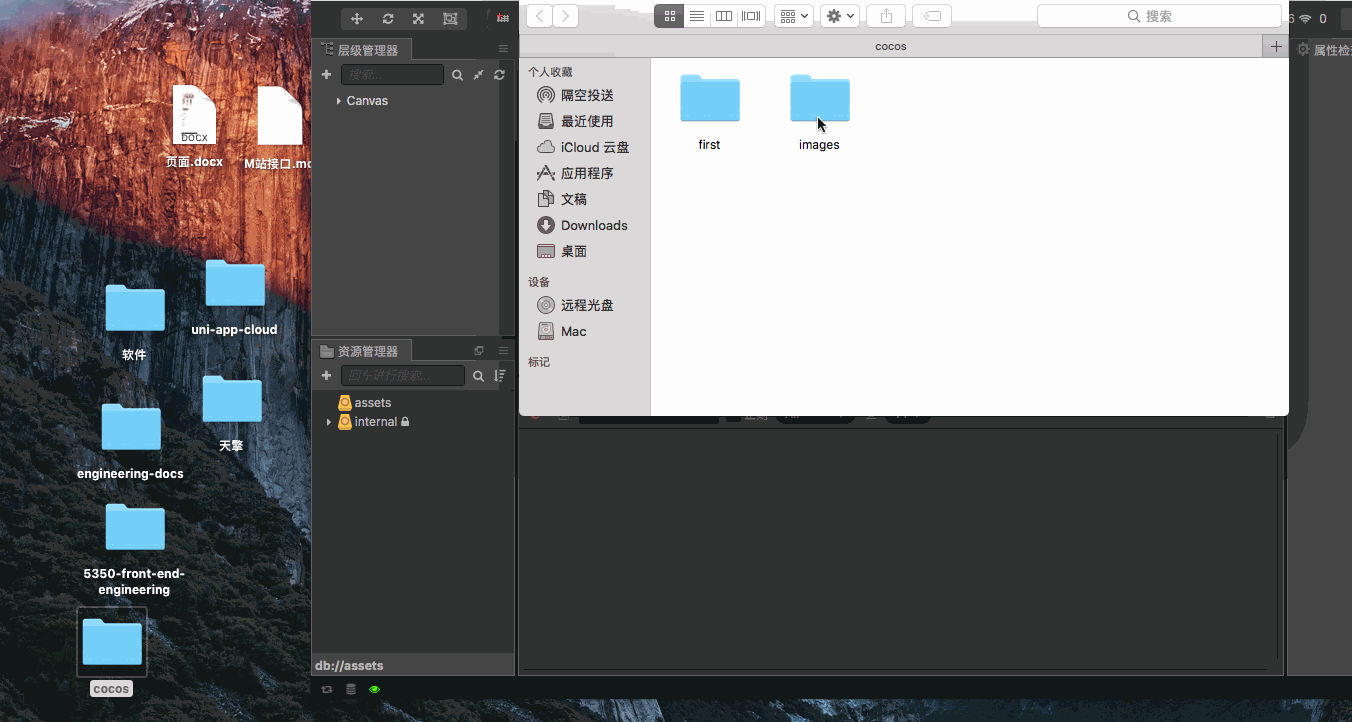 层级管理器
搜索...
Canvas
DOCX
页面.docx
M站接口.mc
软件
uni-app-cloud
engineering-docs
天擎
5350-front-end-
engineering
cocos
资源管理器
回车进行搜索...
assets
internal
db://assets
搜索
cocos
个人收藏
隔空投送
最近使用
iCloud 云盘
应用程序
文稿
Downloads
桌面
设备
远程光盘
Mac
标记
first
images
0
属性检